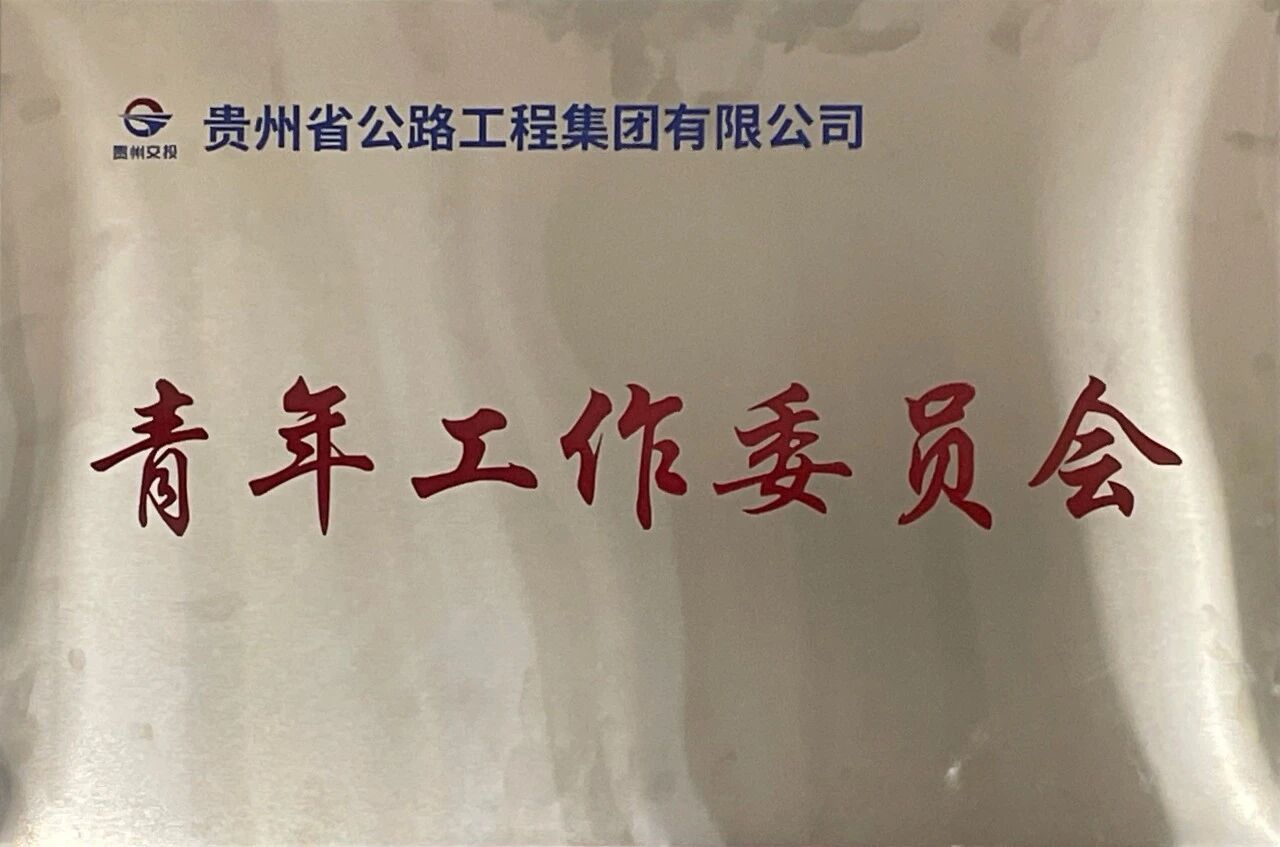 贵州省公路工程集团有限公司
贵州交投
青年工作委员会